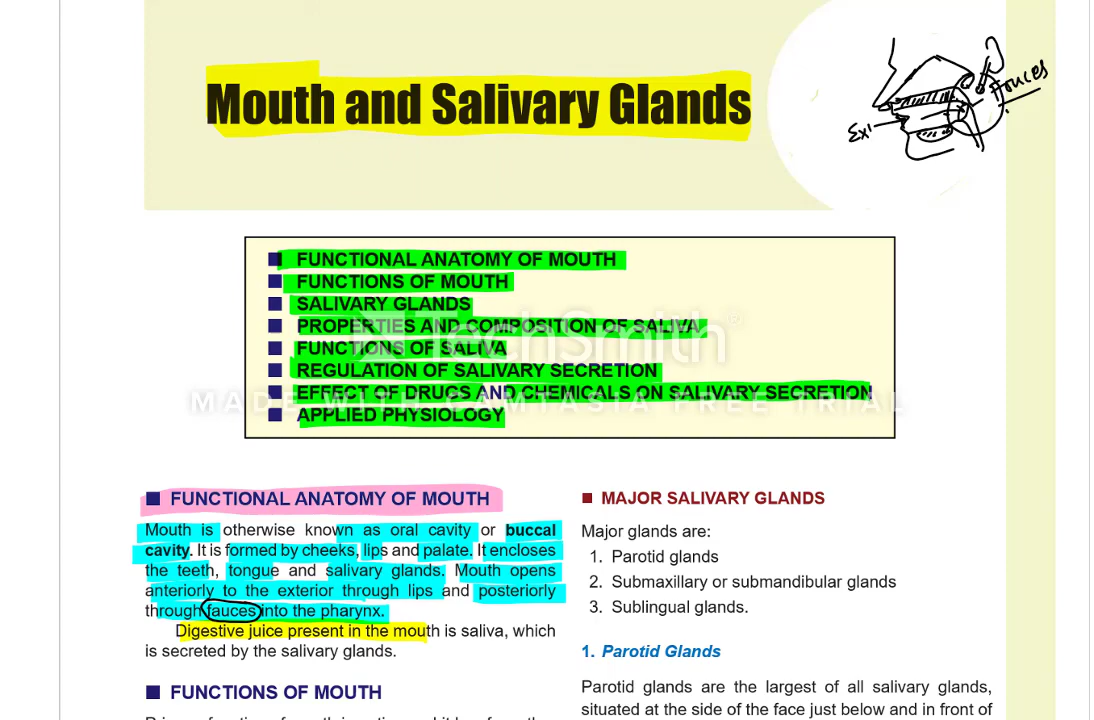 Mouth and Salivary Glands
Fauces
Ex'
■ FUNCTIONAL ANATOMY OF MOUTH
■ FUNCTIONS OF MOUTH
■ SALIVARY GLANDS
■ PROPERTIES AND COMPOSITION OF SALIVA
■ FUNCTIONS OF SALIVA
■ REGULATION OF SALIVARY SECRETION
■ EFFECT OF DRUGS AND CHEMICALS ON SALIVARY SECRETION
■ APPLIED PHYSIOLOGY
TechSmith®
MADE WITH CAMTASIA FREE TRIAL
■ FUNCTIONAL ANATOMY OF MOUTH
Mouth is otherwise known as oral cavity or buccal
cavity. It is formed by cheeks, lips and palate. It encloses
the teeth, tongue and salivary glands. Mouth opens
anteriorly to the exterior through lips and posteriorly
through fauces into the pharynx.
Digestive juice present in the mouth is saliva, which
is secreted by the salivary glands.
■ FUNCTIONS OF MOUTH
■ MAJOR SALIVARY GLANDS
Major glands are:
1. Parotid glands
2. Submaxillary or submandibular glands
3. Sublingual glands.
1. Parotid Glands
Parotid glands are the largest of all salivary glands,
situated at the side of the face just below and in front of